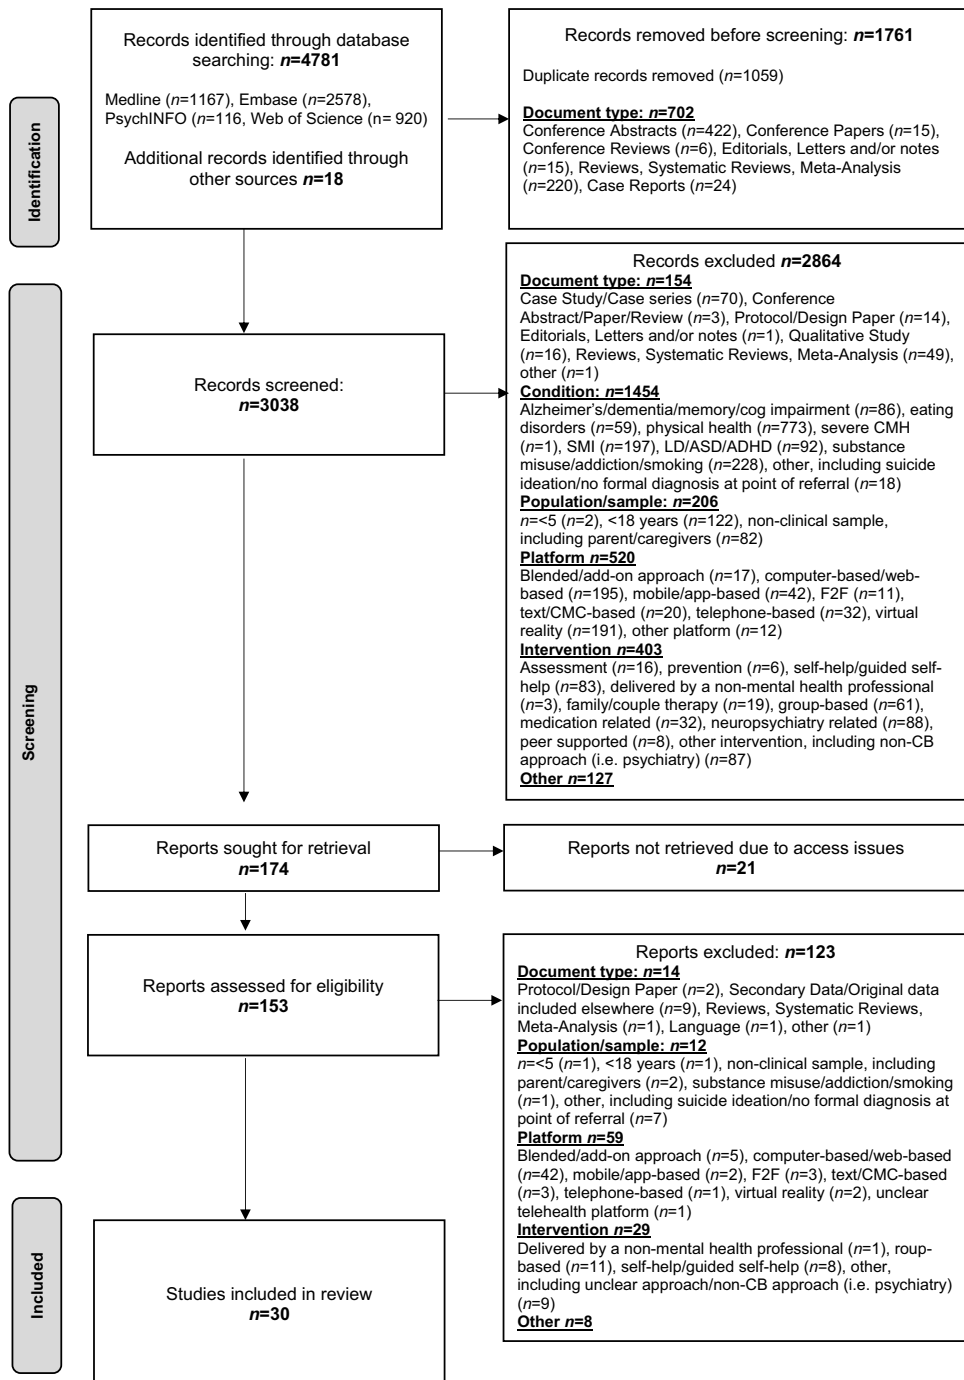 Records identified through database
searching: n=4781
Medline (n=1167), Embase (n=2578),
PsychINFO (n=116, Web of Science (n= 920)
Additional records identified through
other sources n=18
Records removed before screening: n=1761
Duplicate records removed (n=1059)
Document type: n=702
Conference Abstracts (n=422), Conference Papers (n=15),
Conference Reviews (n=6), Editorials, Letters and/or notes
(n=15), Reviews, Systematic Reviews, Meta-Analysis
(n=220), Case Reports (n=24)
Identification
Records excluded n=2864
Document type: n=154
Case Study/Case series (n=70), Conference
Abstract/Paper/Review (n=3), Protocol/Design Paper (n=14),
Editorials, Letters and/or notes (n=1), Qualitative Study
(n=16), Reviews, Systematic Reviews, Meta-Analysis (n=49),
other (n=1)
Condition: n=1454
Alzheimer's/dementia/memory/cog impairment (n=86), eating
disorders (n=59), physical health (n=773), severe CMH
(n=1), SMI (n=197), LD/ASD/ADHD (n=92), substance
misuse/addiction/smoking (n=228), other, including suicide
ideation/no formal diagnosis at point of referral (n=18)
Population/sample: n=206
n=<5 (n=2), <18 years (n=122), non-clinical sample,
including parent/caregivers (n=82)
Platform n=520
Blended/add-on approach (n=17), computer-based/web-
based (n=195), mobile/app-based (n=42), F2F (n=11),
text/CMC-based (n=20), telephone-based (n=32), virtual
reality (n=191), other platform (n=12)
Intervention n=403
Assessment (n=16), prevention (n=6), self-help/guided self-
help (n=83), delivered by a non-mental health professional
(n=3), family/couple therapy (n=19), group-based (n=61),
medication related (n=32), neuropsychiatry related (n=88),
peer supported (n=8), other intervention, including non-CB
approach (i.e. psychiatry) (n=87)
Other n=127
Records screened:
n=3038
Screening
Reports sought for retrieval
n=174
Reports not retrieved due to access issues
n=21
Reports assessed for eligibility
n=153
Reports excluded: n=123
Document type: n=14
Protocol/Design Paper (n=2), Secondary Data/Original data
included elsewhere (n=9), Reviews, Systematic Reviews,
Meta-Analysis (n=1), Language (n=1), other (n=1)
Population/sample: n=12
n=<5 (n=1), <18 years (n=1), non-clinical sample, including
parent/caregivers (n=2), substance misuse/addiction/smoking
(n=1), other, including suicide ideation/no formal diagnosis at
point of referral (n=7)
Platform n=59
Blended/add-on approach (n=5), computer-based/web-based
(n=42), mobile/app-based (n=2), F2F (n=3), text/CMC-based
(n=3), telephone-based (n=1), virtual reality (n=2), unclear
telehealth platform (n=1)
Intervention n=29
Delivered by a non-mental health professional (n=1), roup-
based (n=11), self-help/guided self-help (n=8), other,
including unclear approach/non-CB approach (i.e. psychiatry)
(n=9)
Other n=8
Included
Studies included in review
n=30